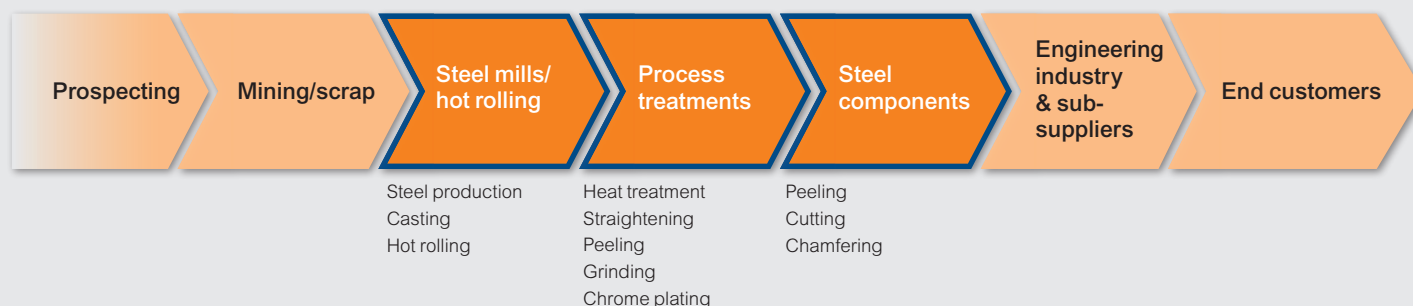 Prospecting
Mining/scrap
Steel mills/
hot rolling
Process
treatments
Steel
components
Engineering
industry
& sub-
suppliers
End customers
Steel production
Casting
Hot rolling
Heat treatment
Straightening
Peeling
Grinding
Chrome plating
Peeling
Cutting
Chamfering